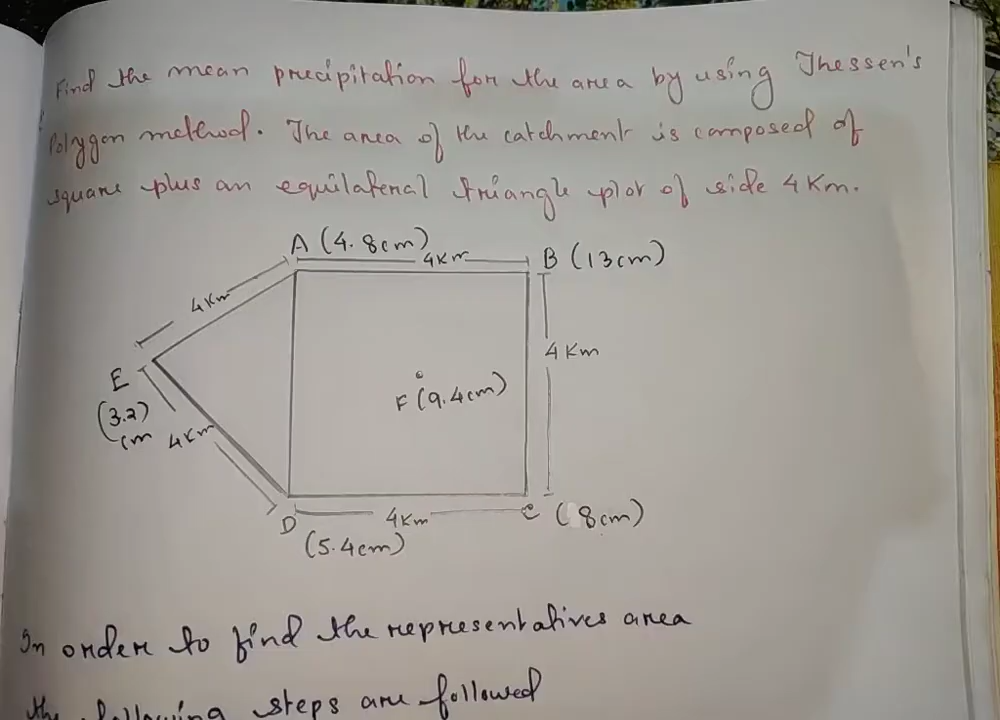 Find the mean precipitation for the area by using Thessen's
Polygon method. The area of the catchment is composed of
square plus an equilateral triangle plot of side 4 Km.
A (4.8cm)
4Km
B (13cm)
4Km
4 Km
E
(3.2)
cm
4Km
F (9.4cm)
D
4Km
C (8cm)
(5.4cm)
In order to find the representatives area
the following steps are followed